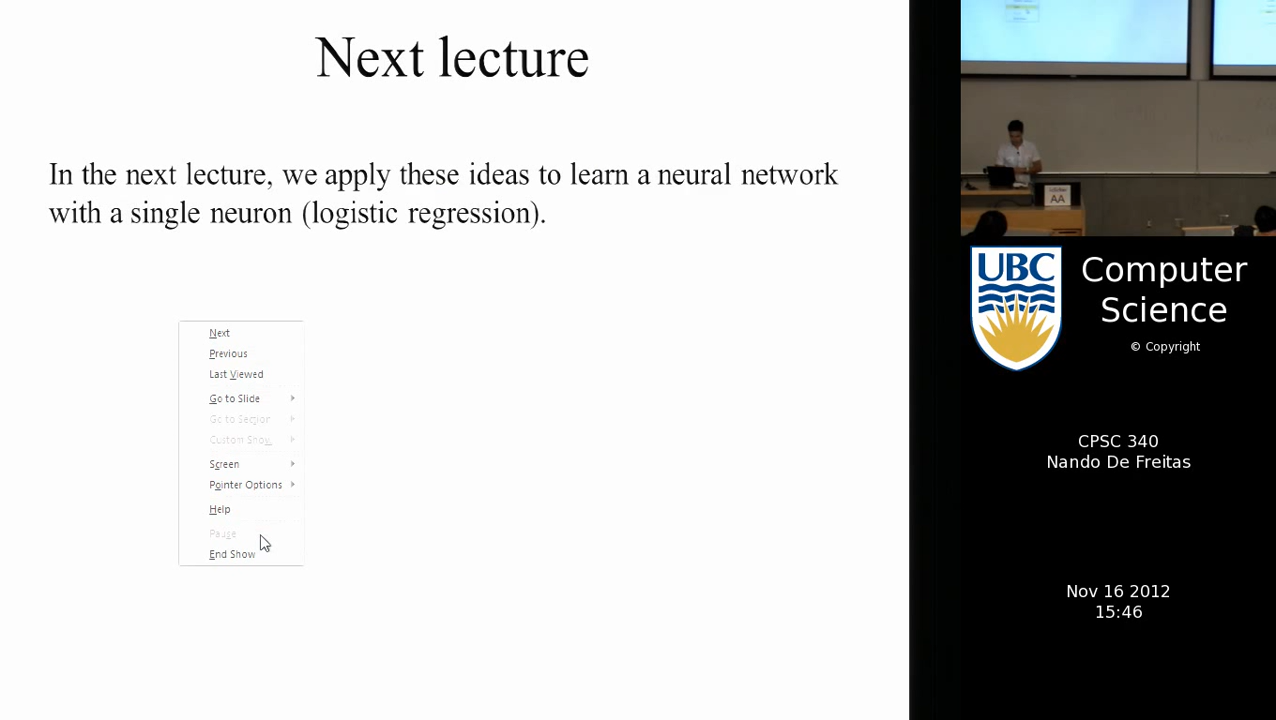 Next lecture
In the next lecture, we apply these ideas to learn a neural network
with a single neuron (logistic regression).
Next
Previous
Last Viewed
Go to Slide
Go to Section
Custom Show
Screen
Pointer Options
Help
Pause
End Show
AA
UBC
Computer
Science
© Copyright
CPSC 340
Nando De Freitas
Nov 16 2012
15:46